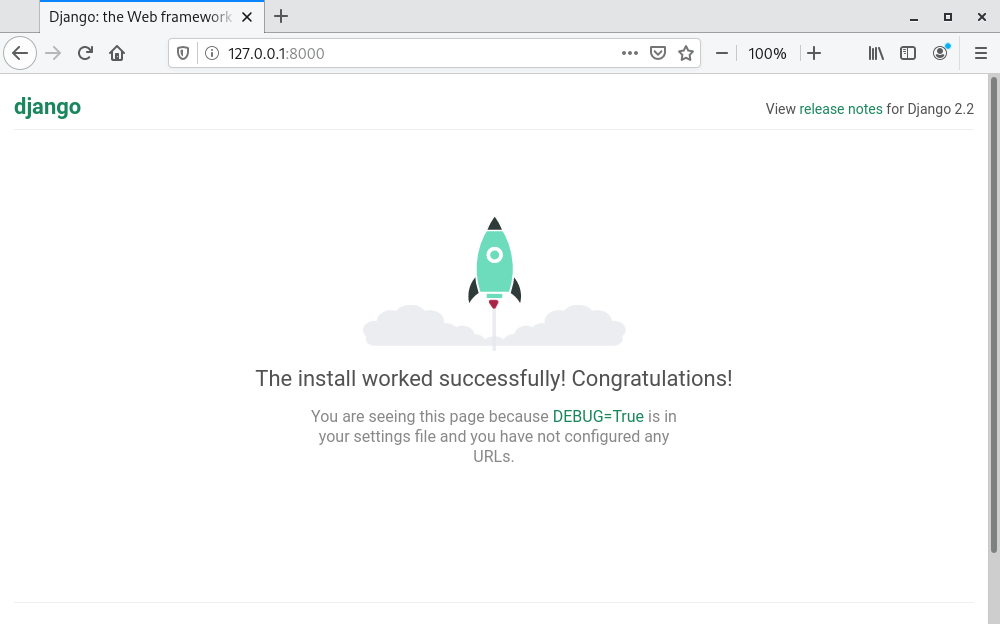 Django: the Web framework
127.0.0.1:8000
100%
django
View release notes for Django 2.2
The install worked successfully! Congratulations!
You are seeing this page because DEBUG=True is in
your settings file and you have not configured any
URLs.